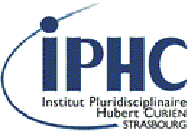 iPHC
Institut Pluridisciplinaire
Hubert CURIEN
STRASBOURG